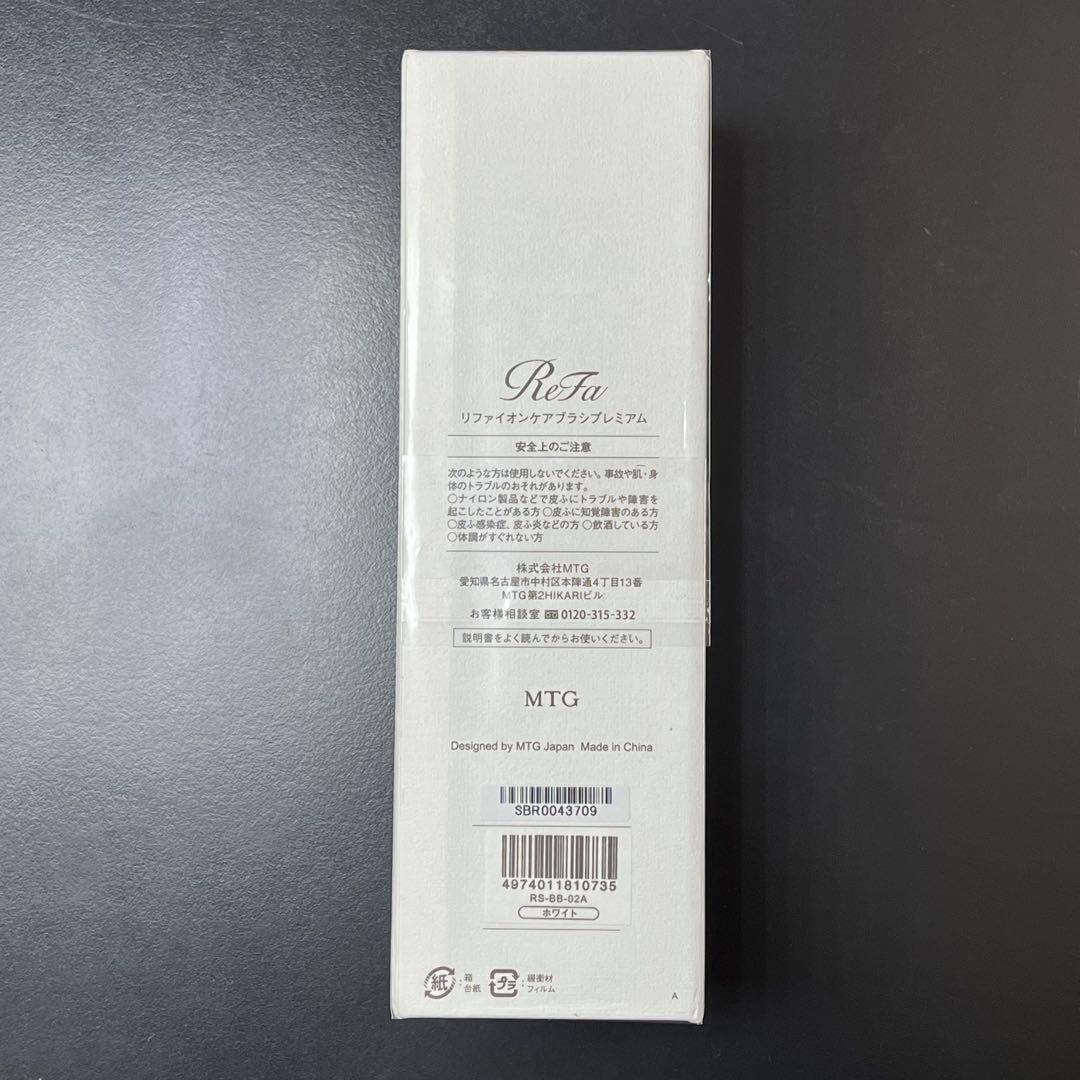 ReFa
リファイオンケアブラシプレミアム
安全上のご注意
次のような方は使用しないでください。事故や肌・身
体のトラブルのおそれがあります。
○ナイロン製品などで皮ふにトラブルや障害を
起こしたことがある方 ○皮ふに知覚障害のある方
○皮ふ感染症、皮ふ炎などの方 ○飲酒している方
○体調がすぐれない方
株式会社MTG
愛知県名古屋市中村区本陣通4丁目13番
MTG第2HIKARIビル
お客様相談室 0120-315-332
説明書をよく読んでからお使いください。
MTG
Designed by MTG Japan Made in China
SBR0043709
4974011810735
RS-BB-02A
ホワイト
紙 : 箱 プラ : 緩衝材
台紙 フィルム
A